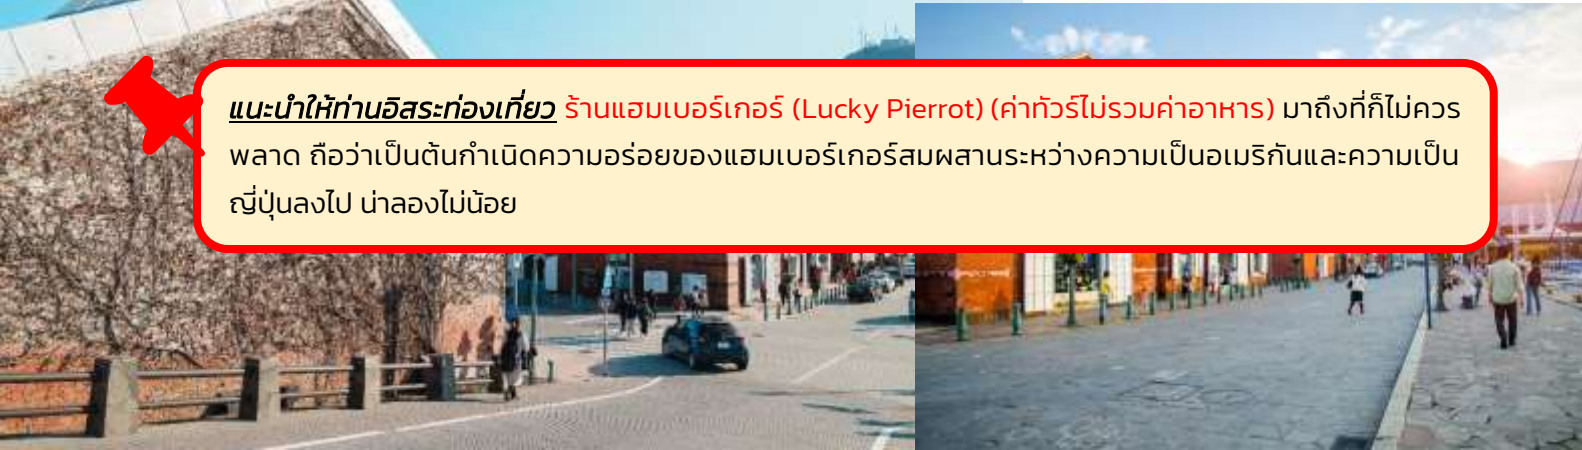 แนะนำให้ท่านอิสระท่องเที่ยว ร้านแฮมเบอร์เกอร์ (Lucky Pierrot) (ค่าทัวร์ไม่รวมค่าอาหาร) มาถึงที่ก็ไม่ควร
พลาด ถือว่าเป็นต้นกำเนิดความอร่อยของแฮมเบอร์เกอร์สมผสานระหว่างความเป็นอเมริกันและความเป็น
ญี่ปุ่นลงไป น่าลองไม่น้อย